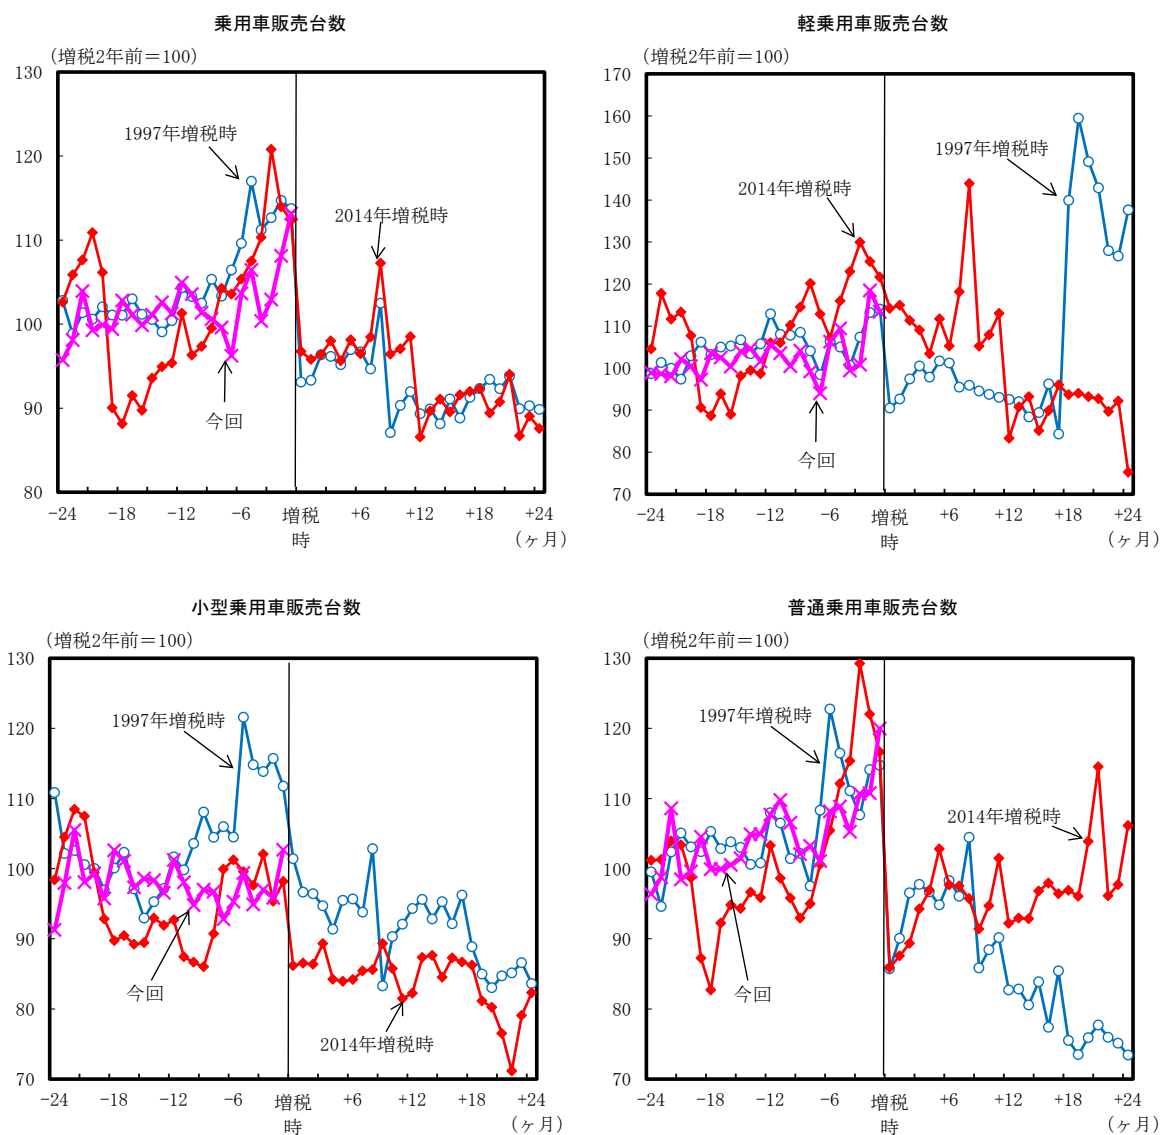 乗用車販売台数
（増税2年前＝100）
130
120
110
100
90
80
1997年増税時
2014年増税時
今回
−24 −18 −12 −6 増税時 +6 +12 +18 +24
（ヶ月）
軽乗用車販売台数
（増税2年前＝100）
170
160
150
140
130
120
110
100
90
80
70
1997年増税時
2014年増税時
今回
−24 −18 −12 −6 増税時 +6 +12 +18 +24
（ヶ月）
小型乗用車販売台数
（増税2年前＝100）
130
120
110
100
90
80
70
1997年増税時
今回
2014年増税時
−24 −18 −12 −6 増税時 +6 +12 +18 +24
（ヶ月）
普通乗用車販売台数
（増税2年前＝100）
130
120
110
100
90
80
70
1997年増税時
2014年増税時
今回
−24 −18 −12 −6 増税時 +6 +12 +18 +24
（ヶ月）